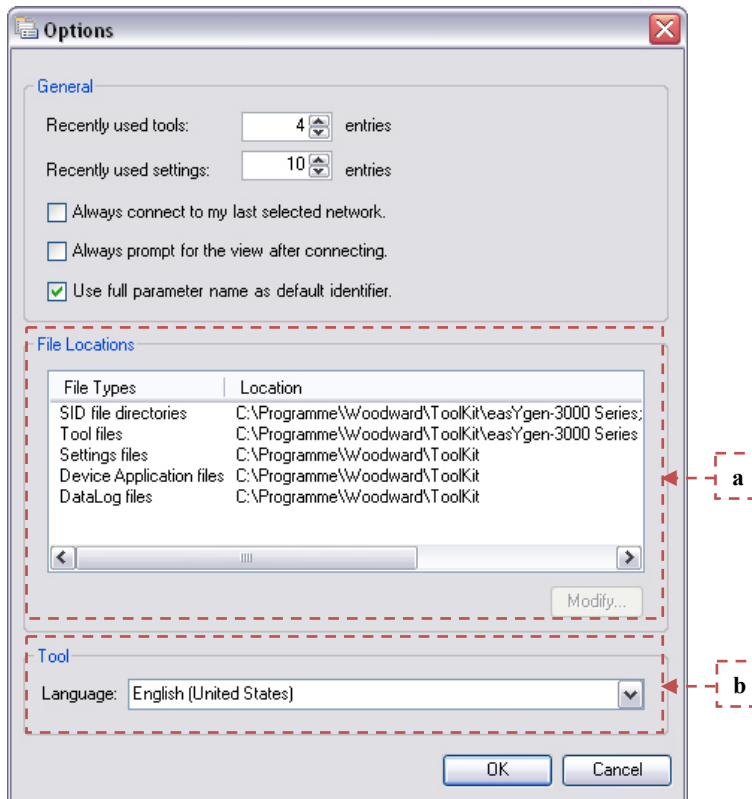 Options
General
Recently used tools: 4 entries
Recently used settings: 10 entries
Always connect to my last selected network.
Always prompt for the view after connecting.
Use full parameter name as default identifier.
File Locations
File Types Location
SID file directories C:\Programme\Woodward\ToolKit\easYgen-3000 Series;
Tool files C:\Programme\Woodward\ToolKit\easYgen-3000 Series
Settings files C:\Programme\Woodward\ToolKit
Device Application files C:\Programme\Woodward\ToolKit
DataLog files C:\Programme\Woodward\ToolKit
a
Modify...
Tool
Language: English (United States)
b
OK Cancel